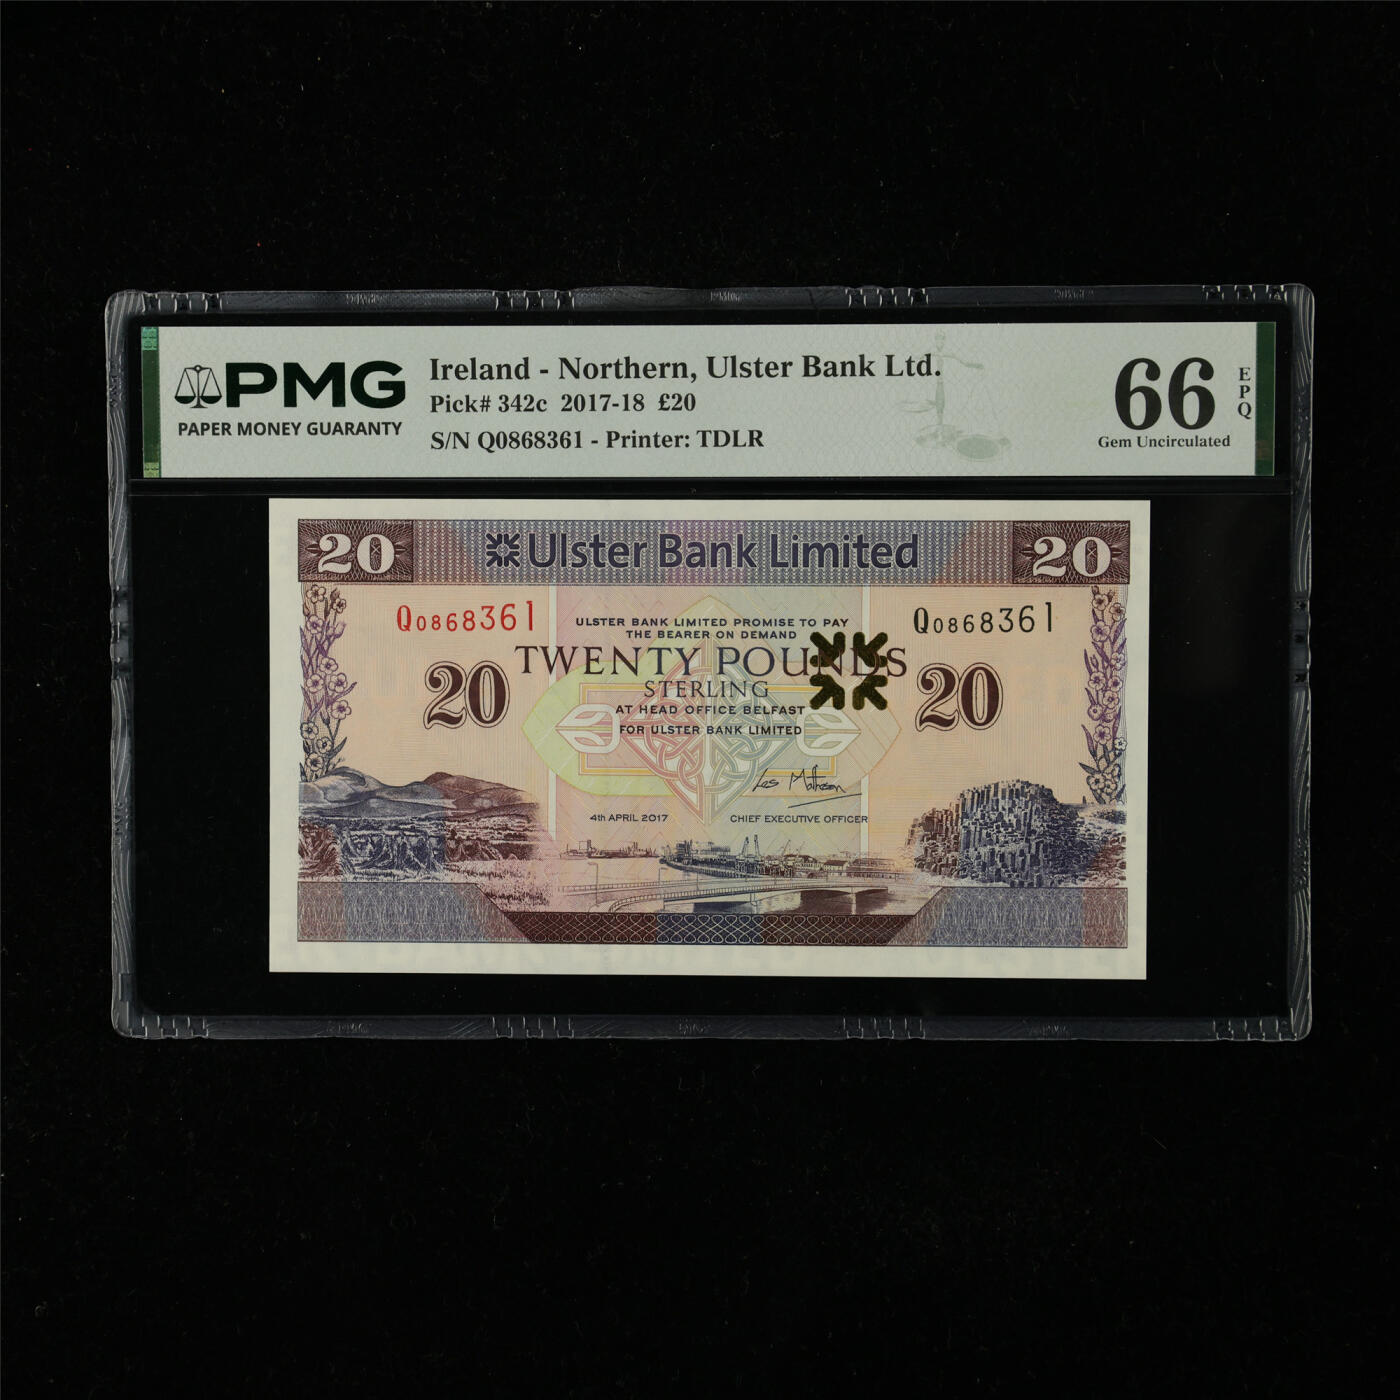 PMG
PAPER MONEY GUARANTY
Ireland - Northern, Ulster Bank Ltd.
Pick# 342c 2017-18 £20
S/N Q0868361 - Printer: TDLR
66
EPQ
Gem Uncirculated
20 Ulster Bank Limited 20
Q0868361
Q0868361
ULSTER BANK LIMITED PROMISE TO PAY
THE BEARER ON DEMAND
TWENTY POUNDS
20 STERLING 20
AT HEAD OFFICE BELFAST
FOR ULSTER BANK LIMITED
Les Matheson
4th APRIL 2017 CHIEF EXECUTIVE OFFICER